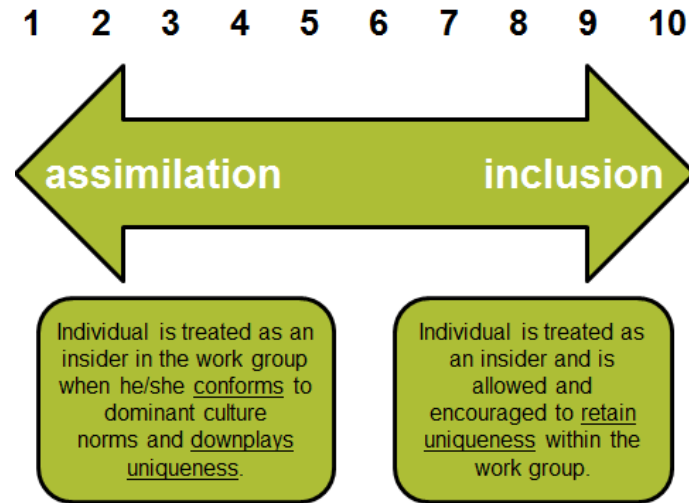 1 2 3 4 5 6 7 8 9 10
assimilation inclusion
Individual is treated as an
insider in the work group
when he/she conforms to
dominant culture
norms and downplays
uniqueness.
Individual is treated as
an insider and is
allowed and
encouraged to retain
uniqueness within the
work group.